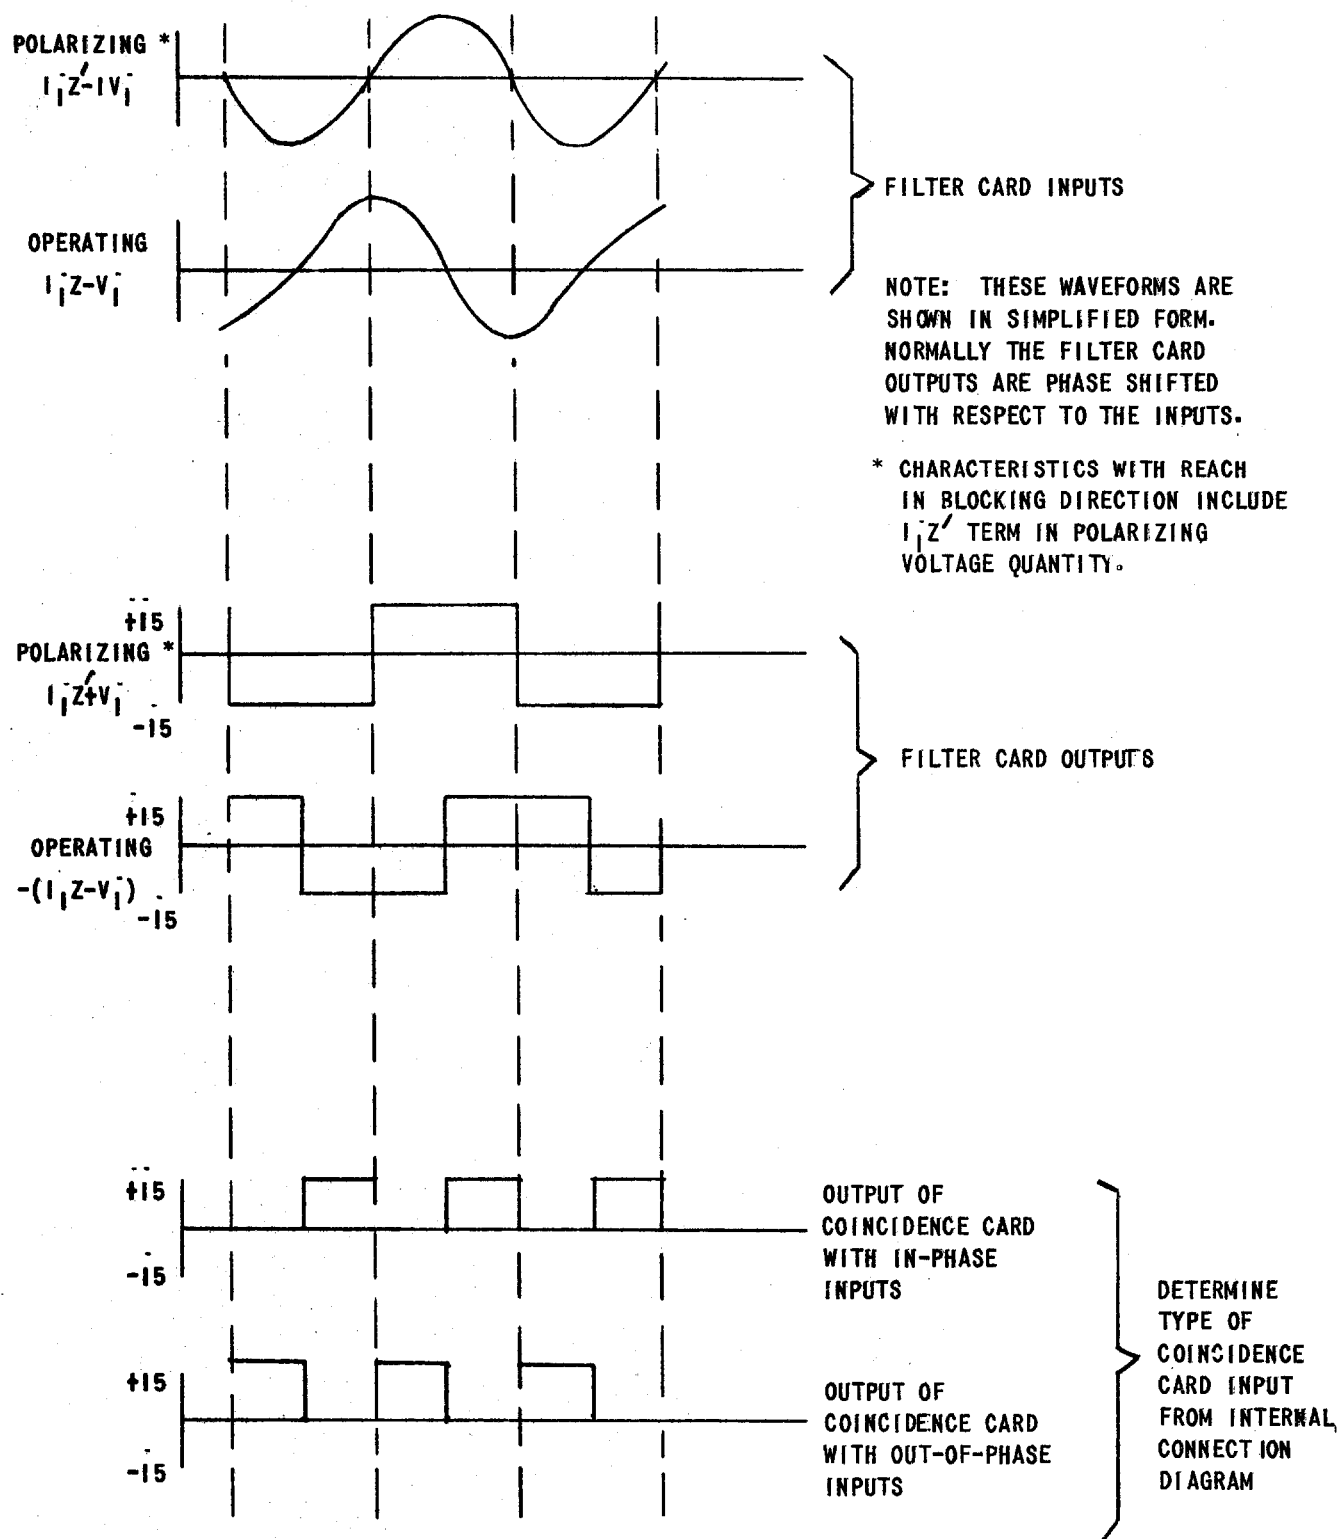 POLARIZING *
I₁Z′-IV₁
FILTER CARD INPUTS
OPERATING
I₁Z-V₁
NOTE: THESE WAVEFORMS ARE
SHOWN IN SIMPLIFIED FORM.
NORMALLY THE FILTER CARD
OUTPUTS ARE PHASE SHIFTED
WITH RESPECT TO THE INPUTS.
* CHARACTERISTICS WITH REACH
IN BLOCKING DIRECTION INCLUDE
I₁Z′ TERM IN POLARIZING
VOLTAGE QUANTITY.
+15
POLARIZING *
I₁Z′+V₁
-15
FILTER CARD OUTPUTS
+15
OPERATING
-(I₁Z-V₁)
-15
+15
-15
OUTPUT OF
COINCIDENCE CARD
WITH IN-PHASE
INPUTS
+15
-15
OUTPUT OF
COINCIDENCE CARD
WITH OUT-OF-PHASE
INPUTS
DETERMINE
TYPE OF
COINCIDENCE
CARD INPUT
FROM INTERNAL
CONNECTION
DIAGRAM